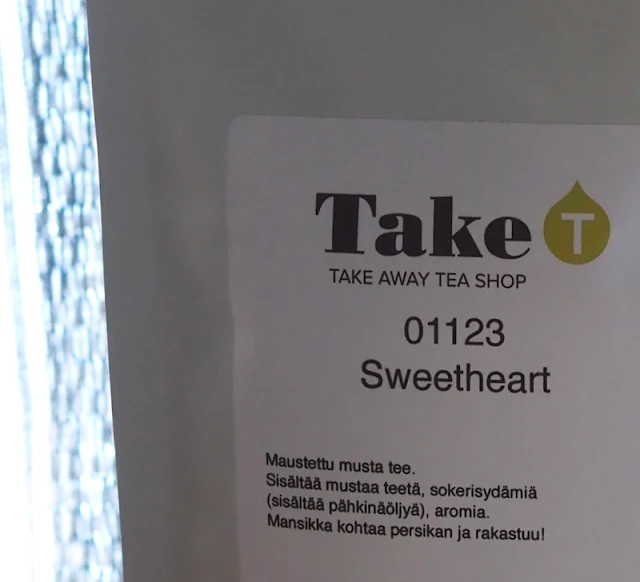 Take T
TAKE AWAY TEA SHOP
01123
Sweetheart
Maustettu musta tee.
Sisältää mustaa teetä, sokerisydämiä
(sisältää pähkinäöljyä), aromia.
Mansikka kohtaa persikan ja rakastuu!